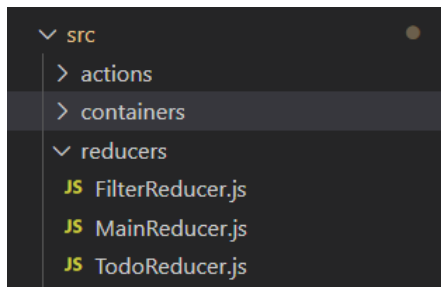 src
actions
containers
reducers
JS FilterReducer.js
JS MainReducer.js
JS TodoReducer.js